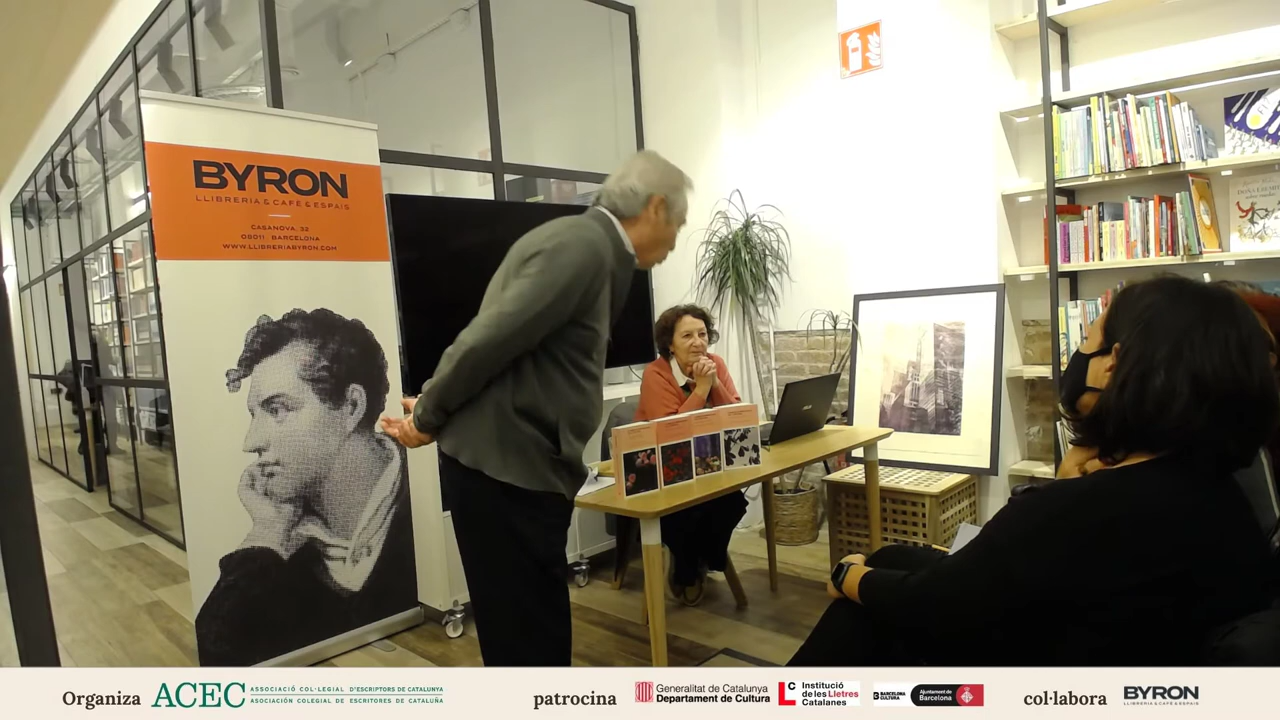 BYRON
LLIBRERIA & CAFÈ & ESPAIS
CASANOVA, 32
08011. BARCELONA
WWW.LLIBRERIABYRON.COM
ASUS
Organiza
ACEC
ASSOCIACIÓ COL·LEGIAL D'ESCRIPTORS DE CATALUNYA
ASOCIACIÓN COLEGIAL DE ESCRITORES DE CATALUÑA
patrocina
Generalitat de Catalunya
Departament de Cultura
Institució
de les Lletres
Catalanes
BARCELONA
CULTURA
Ajuntament de
Barcelona
col·labora
BYRON
LLIBRERIA & CAFÈ & ESPAIS